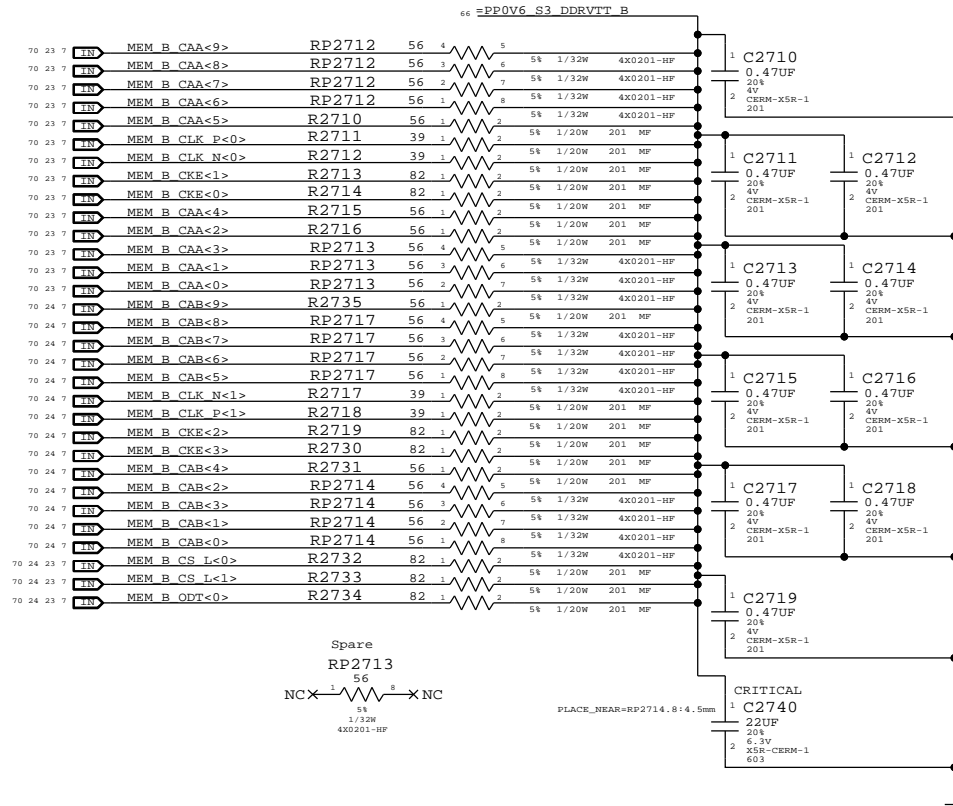 66 =PP0V6_S3_DDRVTT_B
70 23 7 IN MEM_B_CAA<9> RP2712 56 4 5 5% 1/32W 4X0201-HF
70 23 7 IN MEM_B_CAA<8> RP2712 56 3 6 5% 1/32W 4X0201-HF
70 23 7 IN MEM_B_CAA<7> RP2712 56 2 7 5% 1/32W 4X0201-HF
70 23 7 IN MEM_B_CAA<6> RP2712 56 1 8 5% 1/32W 4X0201-HF
70 23 7 IN MEM_B_CAA<5> R2710 56 1 2 5% 1/20W 201 MF
70 23 7 IN MEM_B_CLK_P<0> R2711 39 1 2 5% 1/20W 201 MF
70 23 7 IN MEM_B_CLK_N<0> R2712 39 1 2 5% 1/20W 201 MF
70 23 7 IN MEM_B_CKE<1> R2713 82 1 2 5% 1/20W 201 MF
70 23 7 IN MEM_B_CKE<0> R2714 82 1 2 5% 1/20W 201 MF
70 23 7 IN MEM_B_CAA<4> R2715 56 1 2 5% 1/20W 201 MF
70 23 7 IN MEM_B_CAA<2> R2716 56 1 2 5% 1/20W 201 MF
70 23 7 IN MEM_B_CAA<3> RP2713 56 4 5 5% 1/32W 4X0201-HF
70 23 7 IN MEM_B_CAA<1> RP2713 56 3 6 5% 1/32W 4X0201-HF
70 23 7 IN MEM_B_CAA<0> RP2713 56 2 7 5% 1/32W 4X0201-HF
70 24 7 IN MEM_B_CAB<9> R2735 56 1 2 5% 1/20W 201 MF
70 24 7 IN MEM_B_CAB<8> RP2717 56 4 5 5% 1/32W 4X0201-HF
70 24 7 IN MEM_B_CAB<7> RP2717 56 3 6 5% 1/32W 4X0201-HF
70 24 7 IN MEM_B_CAB<6> RP2717 56 2 7 5% 1/32W 4X0201-HF
70 24 7 IN MEM_B_CAB<5> RP2717 56 1 8 5% 1/32W 4X0201-HF
70 24 7 IN MEM_B_CLK_N<1> R2717 39 1 2 5% 1/20W 201 MF
70 24 7 IN MEM_B_CLK_P<1> R2718 39 1 2 5% 1/20W 201 MF
70 24 7 IN MEM_B_CKE<2> R2719 82 1 2 5% 1/20W 201 MF
70 24 7 IN MEM_B_CKE<3> R2730 82 1 2 5% 1/20W 201 MF
70 24 7 IN MEM_B_CAB<4> R2731 56 1 2 5% 1/20W 201 MF
70 24 7 IN MEM_B_CAB<2> RP2714 56 4 5 5% 1/32W 4X0201-HF
70 24 7 IN MEM_B_CAB<3> RP2714 56 3 6 5% 1/32W 4X0201-HF
70 24 7 IN MEM_B_CAB<1> RP2714 56 2 7 5% 1/32W 4X0201-HF
70 24 7 IN MEM_B_CAB<0> RP2714 56 1 8 5% 1/32W 4X0201-HF
70 24 23 7 IN MEM_B_CS_L<0> R2732 82 1 2 5% 1/20W 201 MF
70 24 23 7 IN MEM_B_CS_L<1> R2733 82 1 2 5% 1/20W 201 MF
70 24 23 7 IN MEM_B_ODT<0> R2734 82 1 2 5% 1/20W 201 MF
Spare
RP2713
56
NC 1 8 NC
5%
1/32W
4X0201-HF
1 C2710
0.47UF
20%
4V
2 CERM-X5R-1
201
1 C2711 1 C2712
0.47UF 0.47UF
20% 20%
4V 4V
2 CERM-X5R-1 2 CERM-X5R-1
201 201
1 C2713 1 C2714
0.47UF 0.47UF
20% 20%
4V 4V
2 CERM-X5R-1 2 CERM-X5R-1
201 201
1 C2715 1 C2716
0.47UF 0.47UF
20% 20%
4V 4V
2 CERM-X5R-1 2 CERM-X5R-1
201 201
1 C2717 1 C2718
0.47UF 0.47UF
20% 20%
4V 4V
2 CERM-X5R-1 2 CERM-X5R-1
201 201
1 C2719
0.47UF
20%
4V
2 CERM-X5R-1
201
CRITICAL
PLACE_NEAR=RP2714.8:4.5mm 1 C2740
22UF
20%
6.3V
2 X5R-CERM-1
603